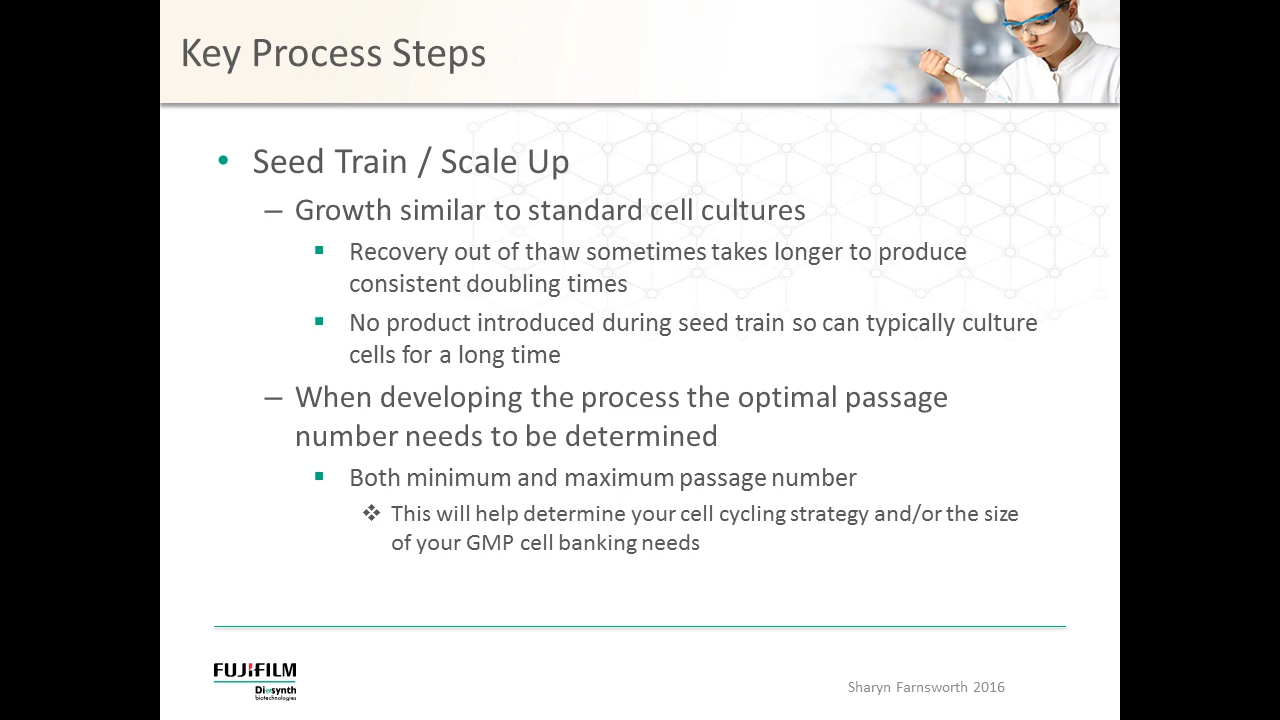 Key Process Steps
• Seed Train / Scale Up
– Growth similar to standard cell cultures
▪ Recovery out of thaw sometimes takes longer to produce
consistent doubling times
▪ No product introduced during seed train so can typically culture
cells for a long time
– When developing the process the optimal passage
number needs to be determined
▪ Both minimum and maximum passage number
❖ This will help determine your cell cycling strategy and/or the size
of your GMP cell banking needs
FUJIFILM
Diosynth
biotechnologies
Sharyn Farnsworth 2016